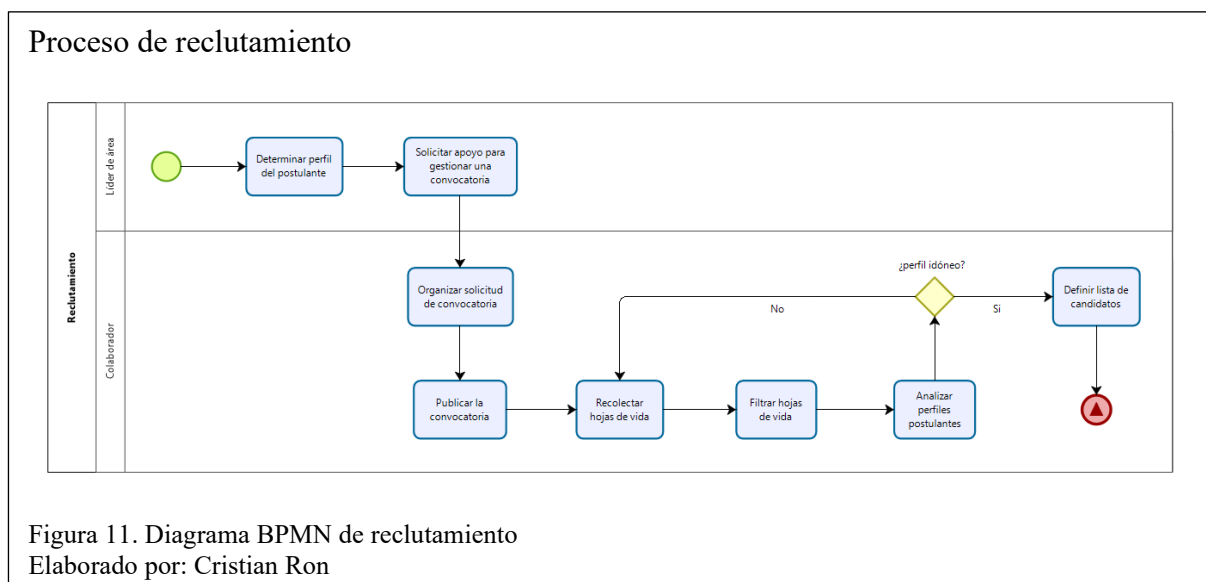 Proceso de reclutamiento
Reclutamiento
Líder de área
Determinar perfil
del postulante
Solicitar apoyo para
gestionar una
convocatoria
Colaborador
Organizar solicitud
de convocatoria
¿perfil idóneo?
No
Si
Definir lista de
candidatos
Publicar la
convocatoria
Recolectar
hojas de vida
Filtrar hojas
de vida
Analizar
perfiles
postulantes
Figura 11. Diagrama BPMN de reclutamiento
Elaborado por: Cristian Ron